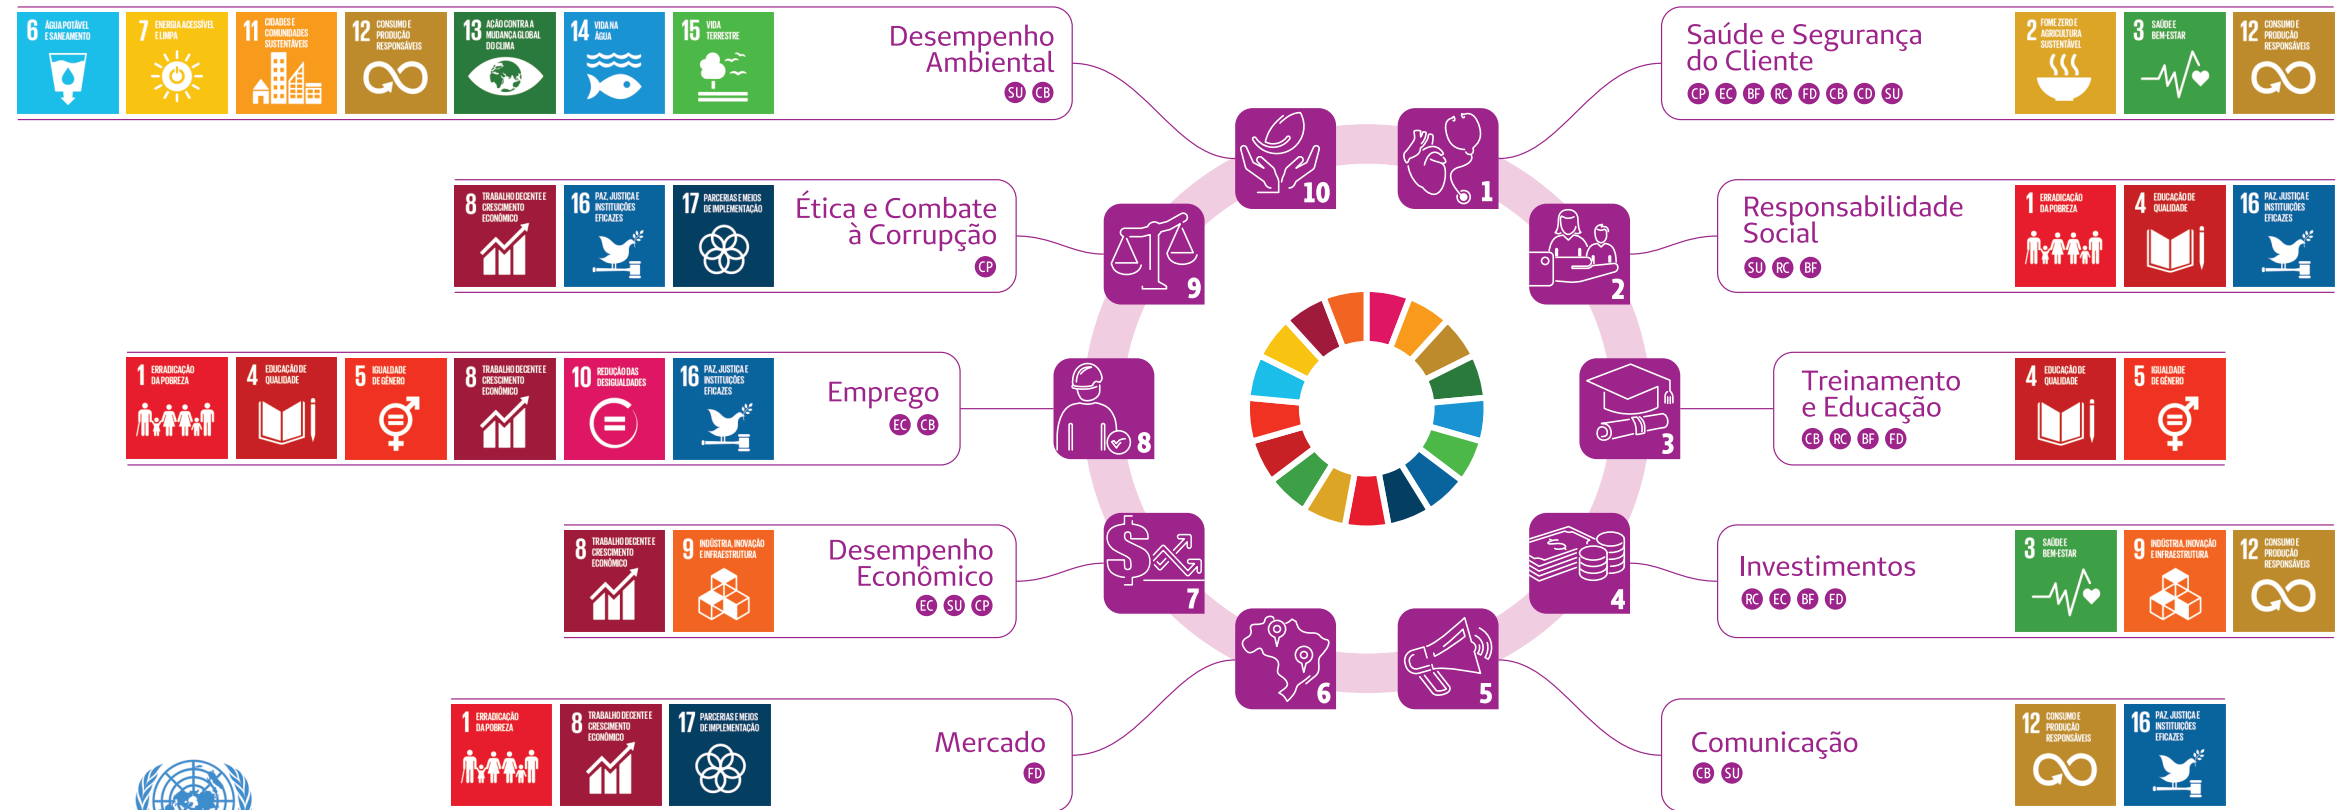 6 ÁGUA POTÁVEL
E SANEAMENTO
7 ENERGIA ACESSÍVEL
E LIMPA
11 CIDADES E
COMUNIDADES
SUSTENTÁVEIS
12 CONSUMO E
PRODUÇÃO
RESPONSÁVEIS
13 AÇÃO CONTRA A
MUDANÇA GLOBAL
DO CLIMA
14 VIDA NA
ÁGUA
15 VIDA
TERRESTRE
Desempenho
Ambiental
SU CB
10
Saúde e Segurança
do Cliente
CP EC BF RC FD CB CD SU
2 FOME ZERO E
AGRICULTURA
SUSTENTÁVEL
3 SAÚDE E
BEM-ESTAR
12 CONSUMO E
PRODUÇÃO
RESPONSÁVEIS
1
8 TRABALHO DECENTE E
CRESCIMENTO
ECONÔMICO
16 PAZ, JUSTIÇA E
INSTITUIÇÕES
EFICAZES
17 PARCERIAS E MEIOS
DE IMPLEMENTAÇÃO
Ética e Combate
à Corrupção
CP
9
Responsabilidade
Social
SU RC BF
1 ERRADICAÇÃO
DA POBREZA
4 EDUCAÇÃO DE
QUALIDADE
16 PAZ, JUSTIÇA E
INSTITUIÇÕES
EFICAZES
2
1 ERRADICAÇÃO
DA POBREZA
4 EDUCAÇÃO DE
QUALIDADE
5 IGUALDADE
DE GÊNERO
8 TRABALHO DECENTE E
CRESCIMENTO
ECONÔMICO
10 REDUÇÃO DAS
DESIGUALDADES
16 PAZ, JUSTIÇA E
INSTITUIÇÕES
EFICAZES
Emprego
EC CB
8
Treinamento
e Educação
CB RC BF FD
4 EDUCAÇÃO DE
QUALIDADE
5 IGUALDADE
DE GÊNERO
3
8 TRABALHO DECENTE E
CRESCIMENTO
ECONÔMICO
9 INDÚSTRIA, INOVAÇÃO
E INFRAESTRUTURA
Desempenho
Econômico
EC SU CP
7
Investimentos
RC EC BF FD
3 SAÚDE E
BEM-ESTAR
9 INDÚSTRIA, INOVAÇÃO
E INFRAESTRUTURA
12 CONSUMO E
PRODUÇÃO
RESPONSÁVEIS
4
1 ERRADICAÇÃO
DA POBREZA
8 TRABALHO DECENTE E
CRESCIMENTO
ECONÔMICO
17 PARCERIAS E MEIOS
DE IMPLEMENTAÇÃO
Mercado
FD
6
Comunicação
CB SU
12 CONSUMO E
PRODUÇÃO
RESPONSÁVEIS
16 PAZ, JUSTIÇA E
INSTITUIÇÕES
EFICAZES
5